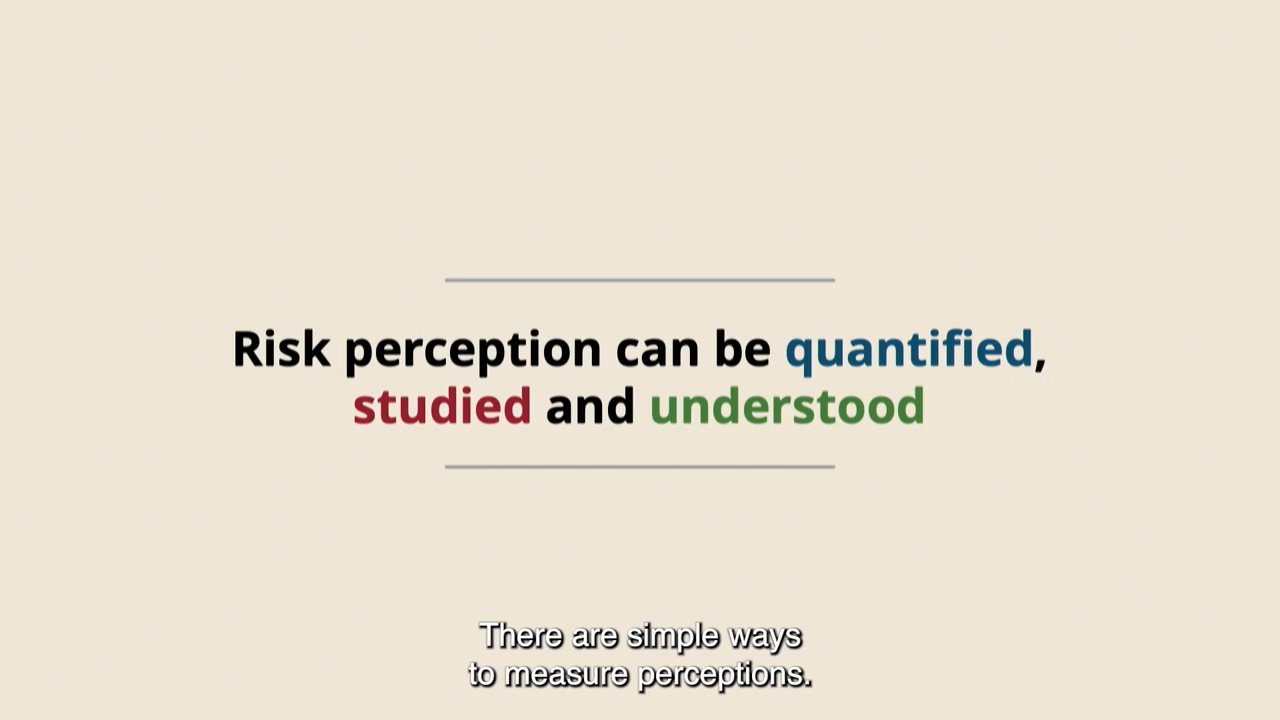 Risk perception can be quantified,
studied and understood
There are simple ways
to measure perceptions.